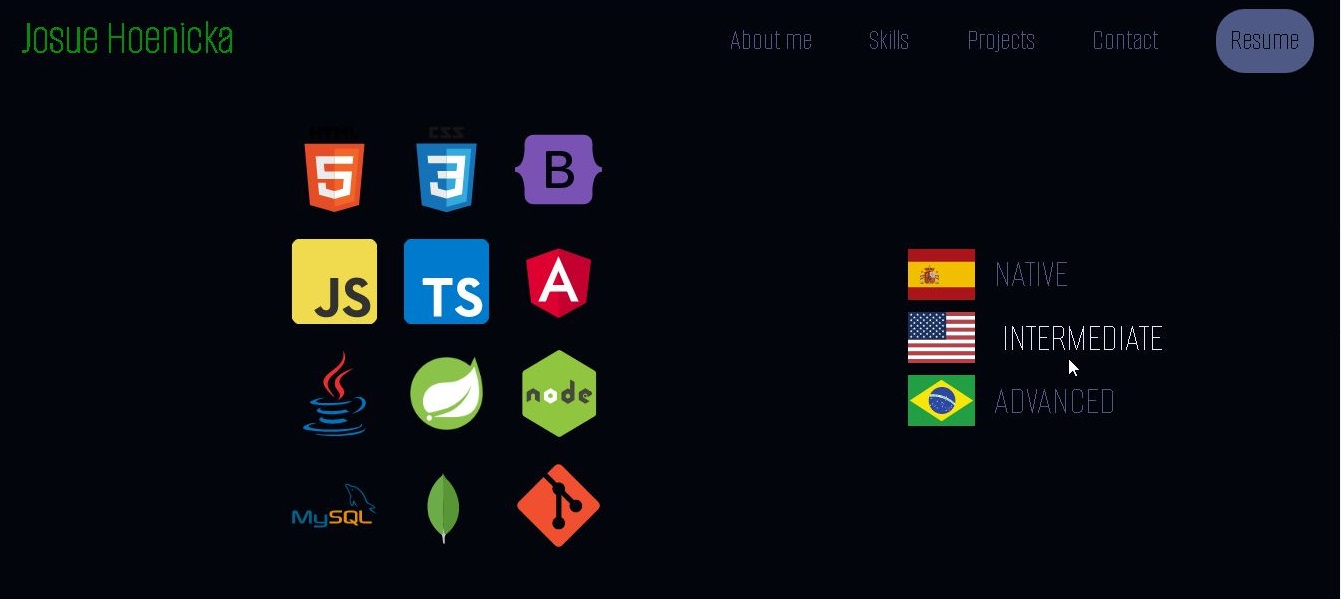 Josue Hoenicka
About me
Skills
Projects
Contact
Resume
HTML
CSS
5
3
B
JS
TS
A
node
MySQL
NATIVE
INTERMEDIATE
ADVANCED